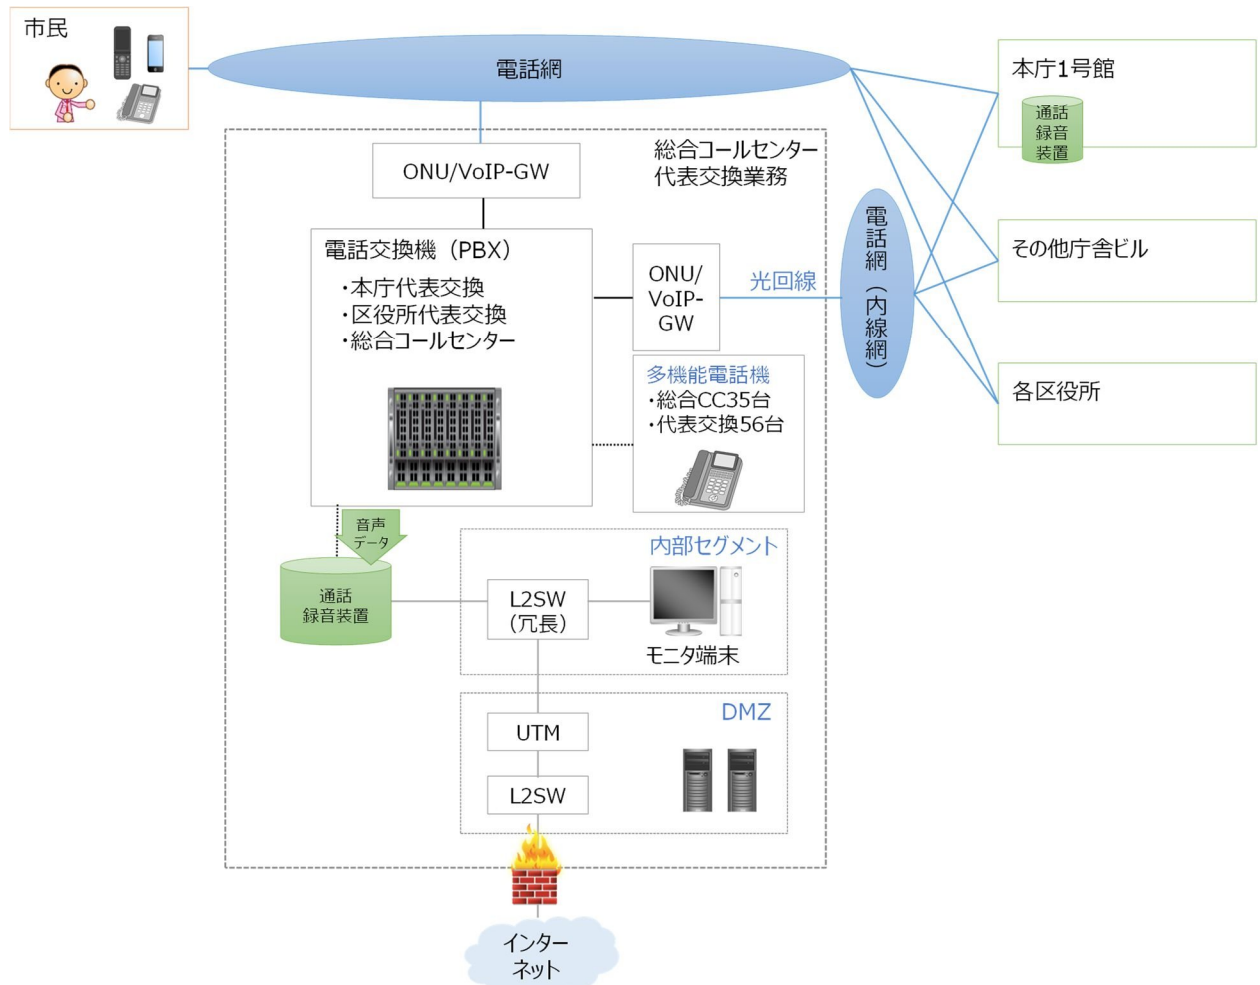 市民
電話網
本庁1号館
通話
録音
装置
総合コールセンター
代表交換業務
ONU/VoIP-GW
電話網（内線網）
その他庁舎ビル
電話交換機（PBX）
・本庁代表交換
・区役所代表交換
・総合コールセンター
ONU/
VoIP-
GW
光回線
多機能電話機
・総合CC35台
・代表交換56台
各区役所
音声
データ
通話
録音装置
内部セグメント
L2SW
（冗長）
モニタ端末
DMZ
UTM
L2SW
インター
ネット